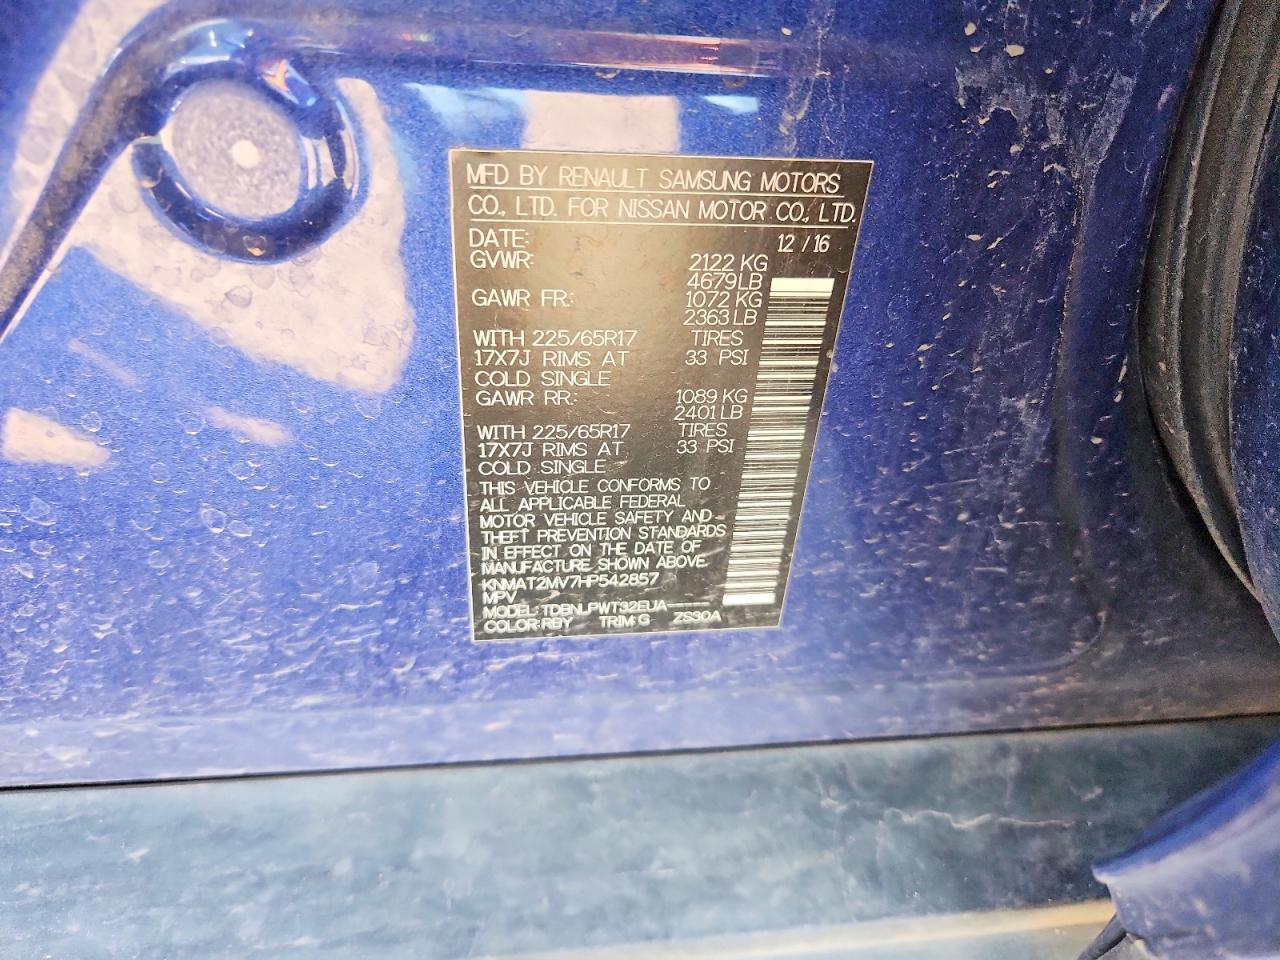 MFD BY RENAULT SAMSUNG MOTORS
CO., LTD. FOR NISSAN MOTOR CO., LTD.
DATE: 12 / 16
GVWR: 2122 KG
4679 LB
GAWR FR: 1072 KG
2363 LB
WITH 225/65R17 TIRES
17X7J RIMS AT 33 PSI
COLD SINGLE
GAWR RR: 1089 KG
2401 LB
WITH 225/65R17 TIRES
17X7J RIMS AT 33 PSI
COLD SINGLE
THIS VEHICLE CONFORMS TO
ALL APPLICABLE FEDERAL
MOTOR VEHICLE SAFETY AND
THEFT PREVENTION STANDARDS
IN EFFECT ON THE DATE OF
MANUFACTURE SHOWN ABOVE.
KNMAT2MV7HP542857
MPV
MODEL: TDBNLPWT32EUA-----
COLOR:RBY TRIM:G ZS30A